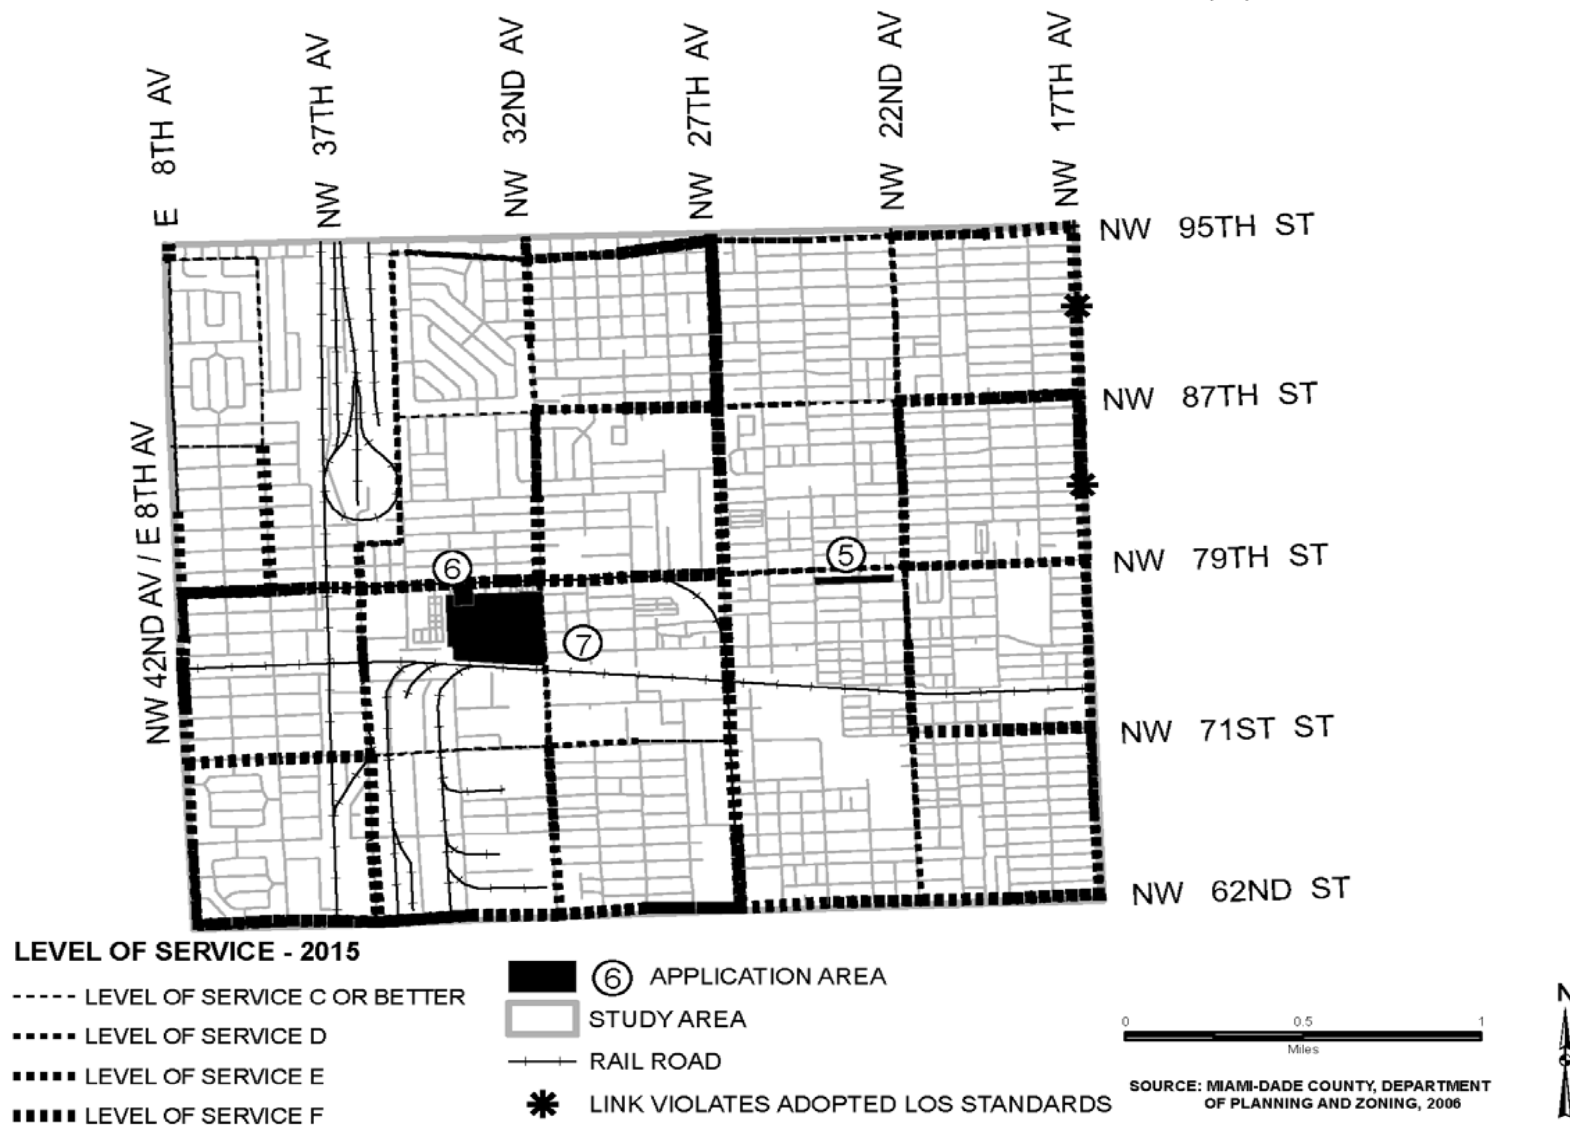 E 8TH AV
NW 37TH AV
NW 32ND AV
NW 27TH AV
NW 22ND AV
NW 17TH AV
NW 95TH ST
NW 87TH ST
NW 79TH ST
NW 71ST ST
NW 62ND ST
NW 42ND AV / E 8TH AV
5
6
7
LEVEL OF SERVICE - 2015
LEVEL OF SERVICE C OR BETTER
LEVEL OF SERVICE D
LEVEL OF SERVICE E
LEVEL OF SERVICE F
6 APPLICATION AREA
STUDY AREA
RAIL ROAD
LINK VIOLATES ADOPTED LOS STANDARDS
0 0.5 1
Miles
SOURCE: MIAMI-DADE COUNTY, DEPARTMENT
OF PLANNING AND ZONING, 2006
N